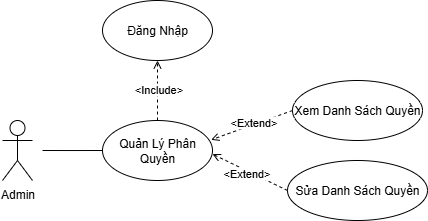 Đăng Nhập
<Include>
<Extend>
Xem Danh Sách Quyền
Quản Lý Phân
Quyền
<Extend>
Sửa Danh Sách Quyền
Admin